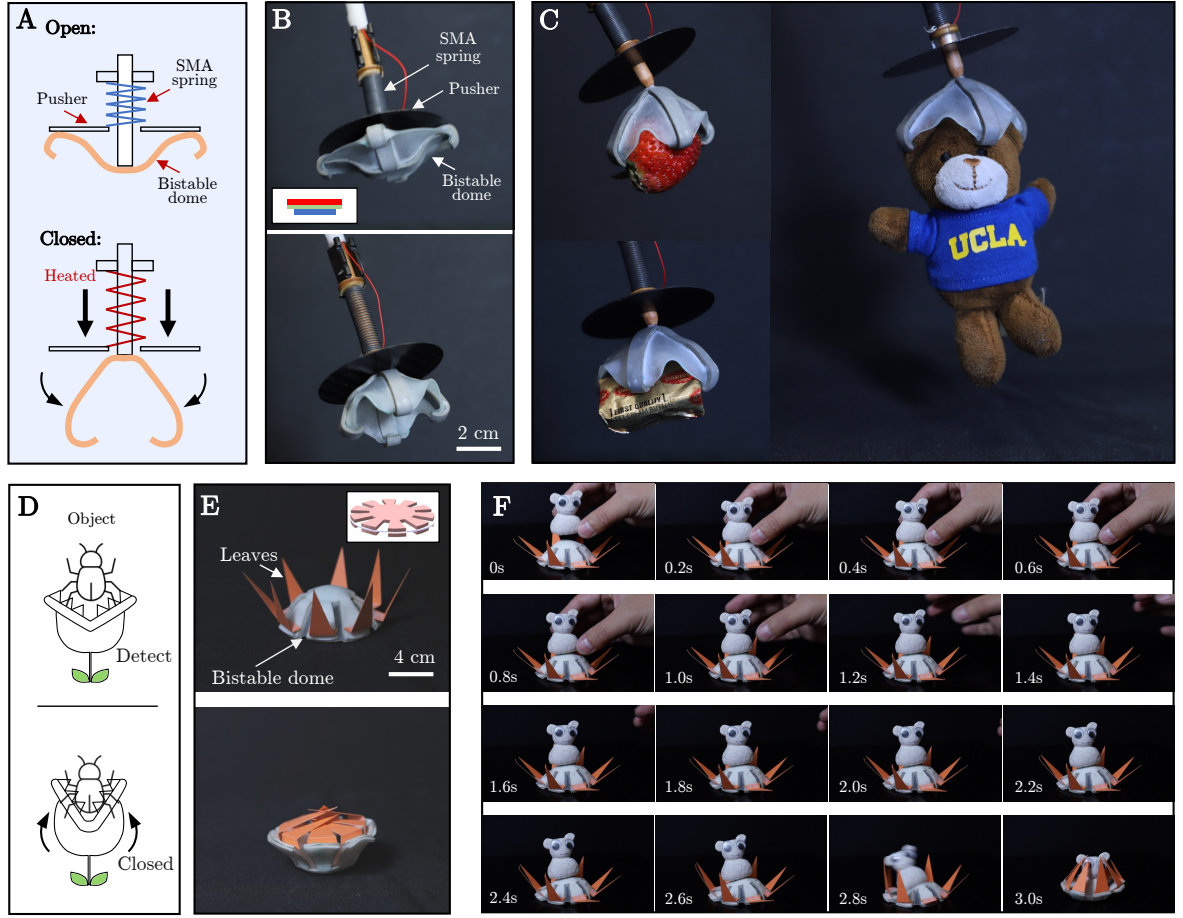 A
Open:
SMA
spring
Pusher
Bistable
dome
Closed:
Heated
B
SMA
spring
Pusher
Bistable
dome
2 cm
C
UCLA
FIRST QUALITY
D
Object
Detect
Closed
E
Leaves
4 cm
Bistable dome
F
0s
0.2s
0.4s
0.6s
0.8s
1.0s
1.2s
1.4s
1.6s
1.8s
2.0s
2.2s
2.4s
2.6s
2.8s
3.0s